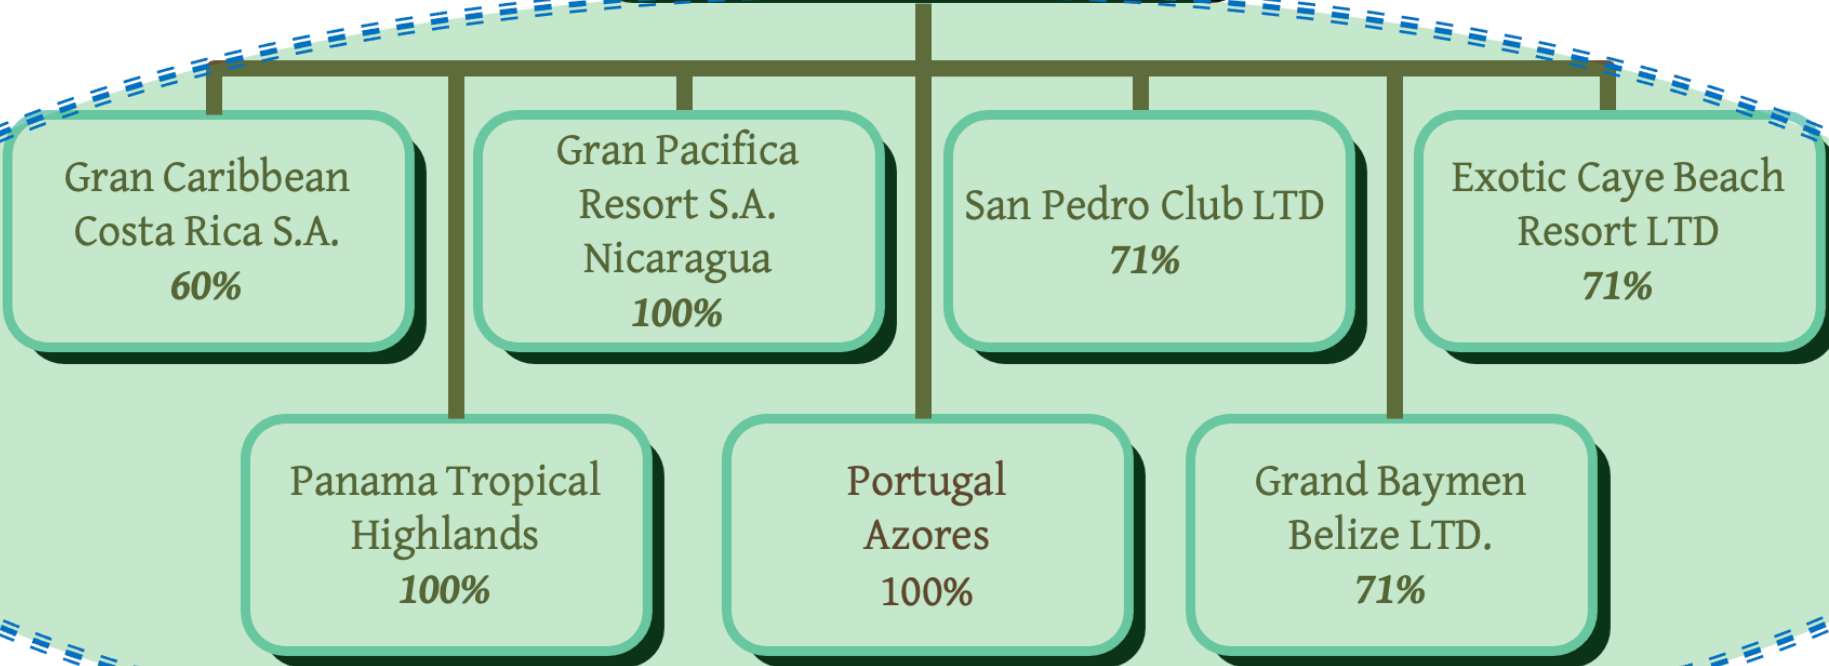 Gran Caribbean
Costa Rica S.A.
60%
Gran Pacifica
Resort S.A.
Nicaragua
100%
San Pedro Club LTD
71%
Exotic Caye Beach
Resort LTD
71%
Panama Tropical
Highlands
100%
Portugal
Azores
100%
Grand Baymen
Belize LTD.
71%